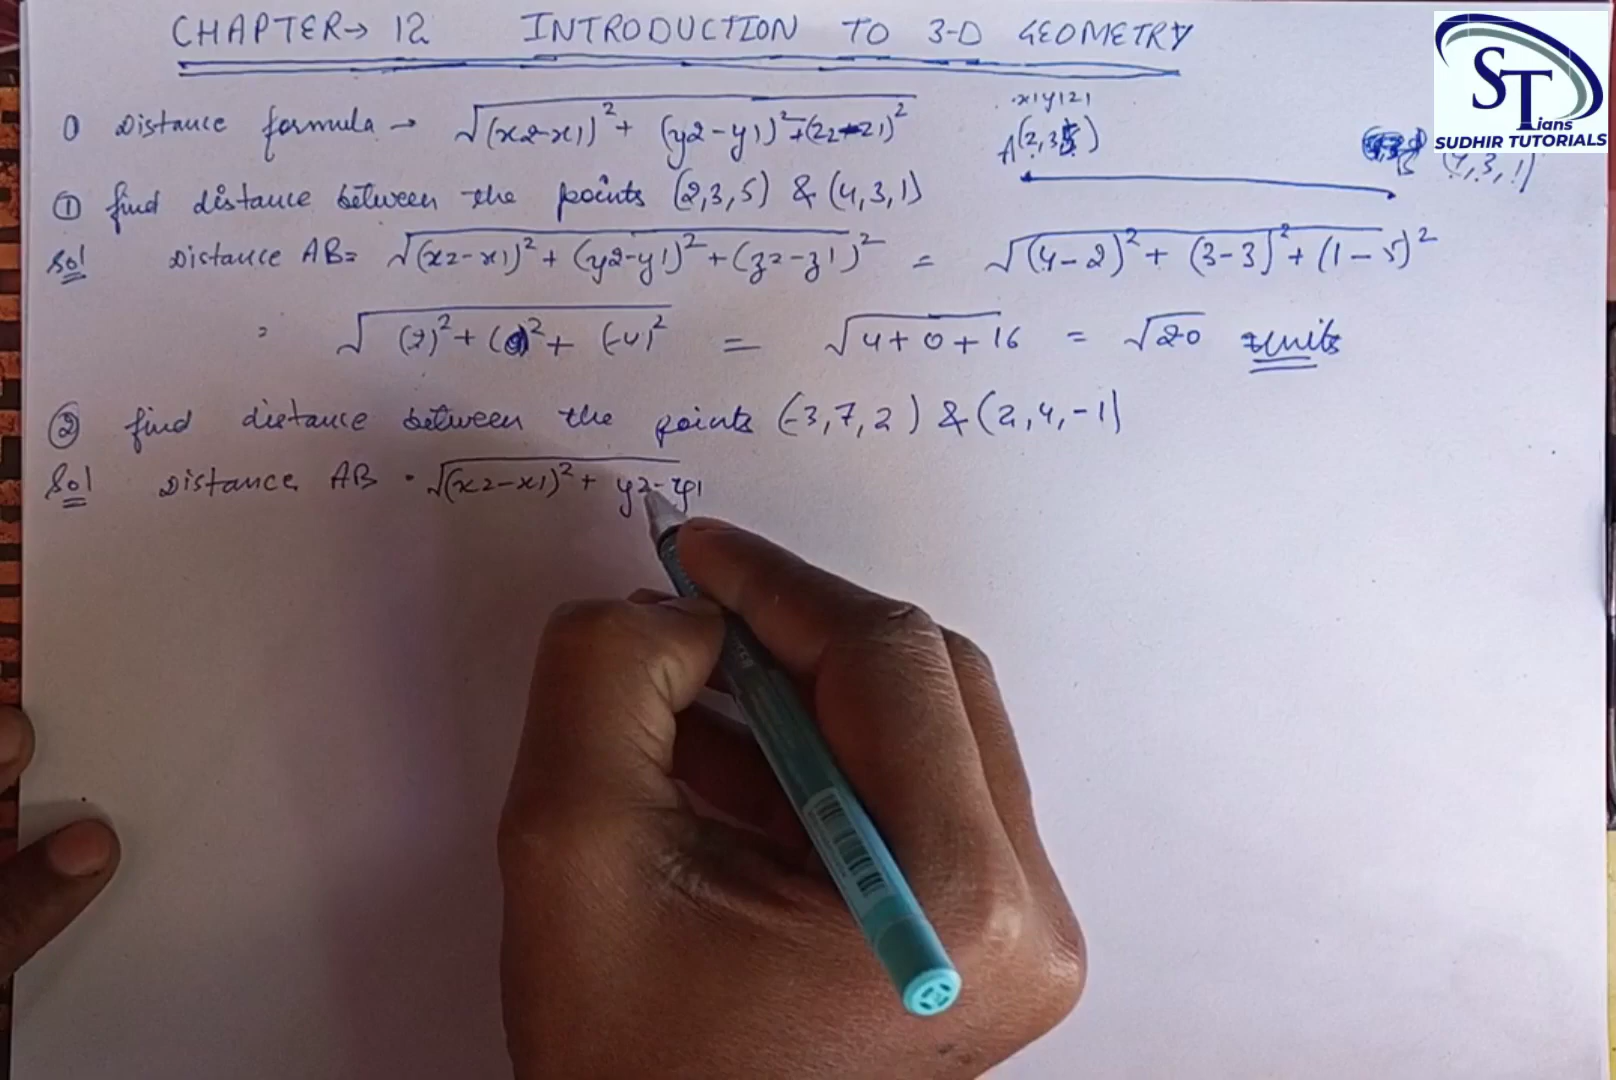 CHAPTER→ 12 INTRODUCTION TO 3-D GEOMETRY
ST
ians
SUDHIR TUTORIALS
x1y1z1
① Distance formula → √(x2-x1)² + (y2-y1)² + (z2-z1)² A(2,3,5)
B (4,3,1)
① find distance between the points (2,3,5) & (4,3,1)
Sol Distance AB= √(x2-x1)² + (y2-y1)² + (z2-z1)² = √(4-2)² + (3-3)² + (1-5)²
= √(2)² + (0)² + (-4)² = √4+0+16 = √20 units
② find distance between the points (-3,7,2) & (2,4,-1)
Sol Distance AB = √(x2-x1)² + y2-y1